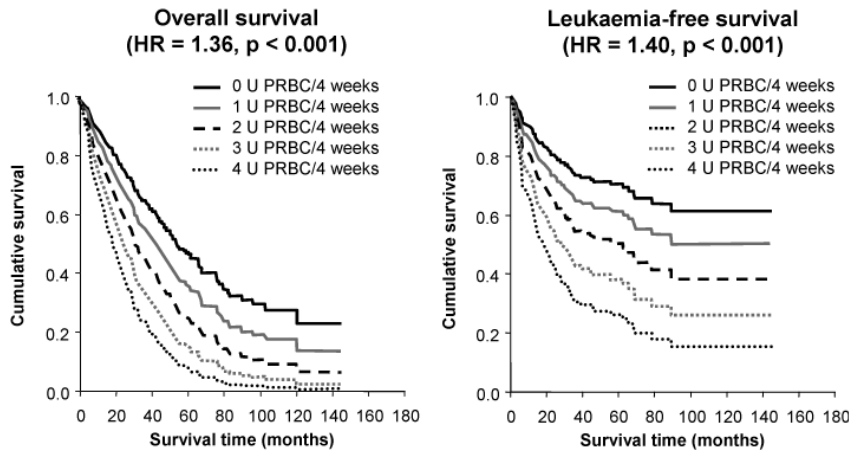 Overall survival
(HR = 1.36, p < 0.001)
0 U PRBC/4 weeks
1 U PRBC/4 weeks
2 U PRBC/4 weeks
3 U PRBC/4 weeks
4 U PRBC/4 weeks
Cumulative survival
1.0
0.8
0.6
0.4
0.2
0.0
0 20 40 60 80 100 120 140 160 180
Survival time (months)
Leukaemia-free survival
(HR = 1.40, p < 0.001)
0 U PRBC/4 weeks
1 U PRBC/4 weeks
2 U PRBC/4 weeks
3 U PRBC/4 weeks
4 U PRBC/4 weeks
Cumulative survival
1.0
0.8
0.6
0.4
0.2
0.0
0 20 40 60 80 100 120 140 160 180
Survival time (months)